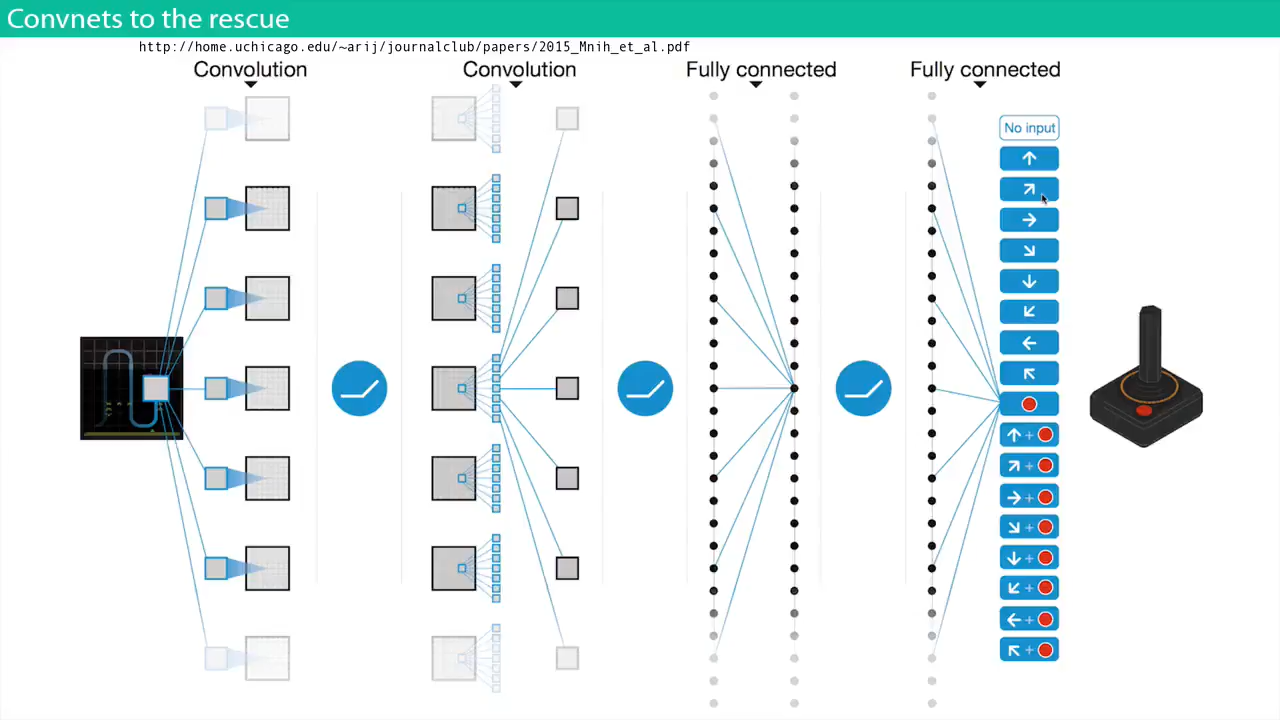 Convnets to the rescue
http://home.uchicago.edu/~arij/journalclub/papers/2015_Mnih_et_al.pdf
Convolution
Convolution
Fully connected
Fully connected
No input